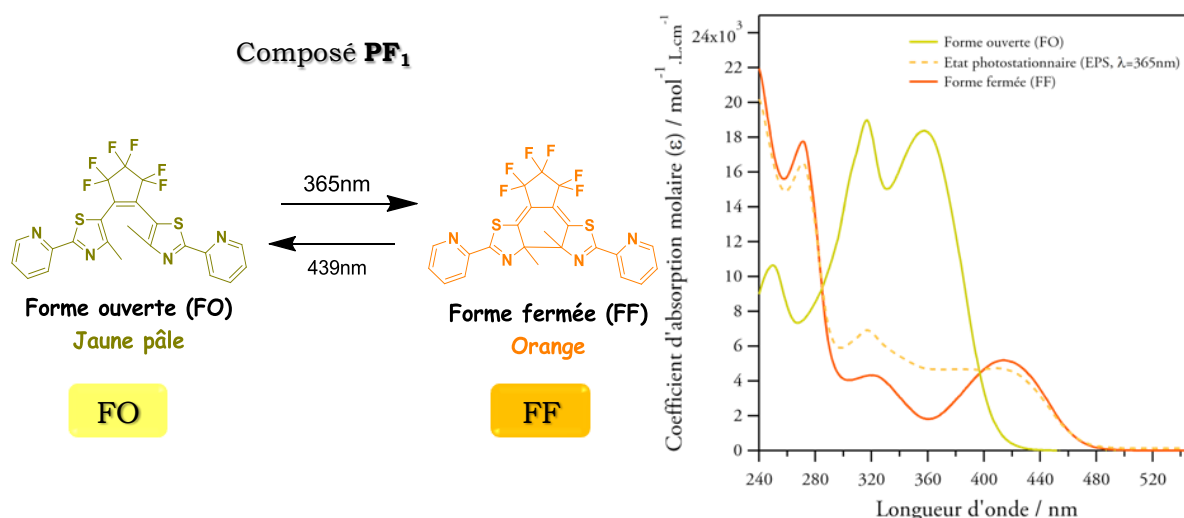 Composé PF1
365nm
439nm
F F F F F F
S S
N N N N
Forme ouverte (FO)
Jaune pâle
FO
F F F F F F
S S
N N N N
Forme fermée (FF)
Orange
FF
Coefficient d'absorption molaire (ε) / mol-1.L.cm-1
24x10³
22
20
18
16
14
12
10
8
6
4
2
0
Forme ouverte (FO)
Etat photostationnaire (EPS, λ=365nm)
Forme fermée (FF)
240 280 320 360 400 440 480 520
Longueur d'onde / nm